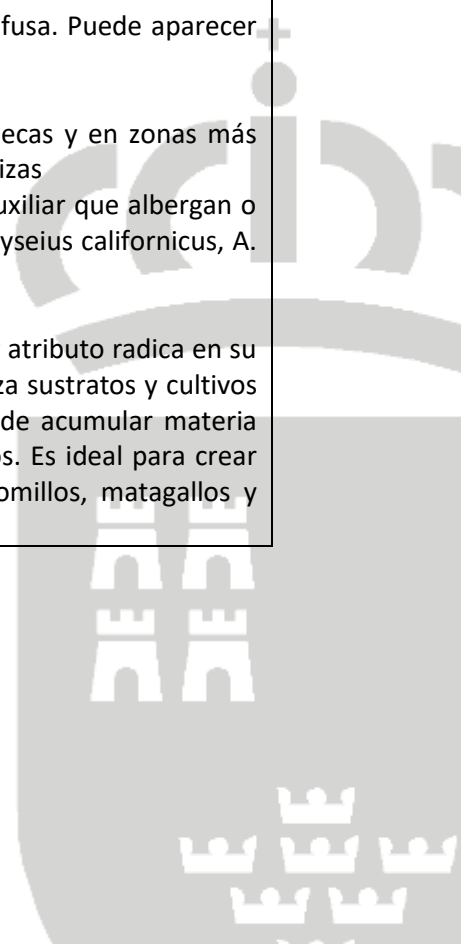 fusa. Puede aparecer
ecas y en zonas más
izas
uxiliar que albergan o
yseius californicus, A.
atributo radica en su
za sustratos y cultivos
de acumular materia
os. Es ideal para crear
omillos, matagallos y